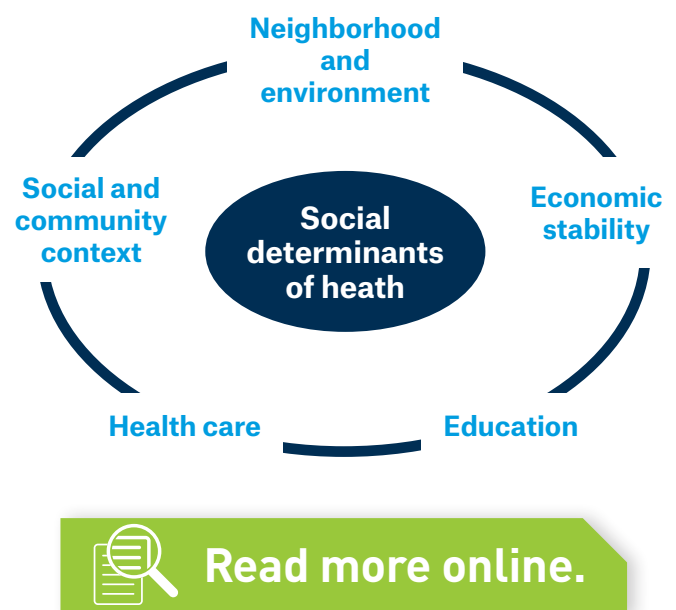 Neighborhood
and
environment
Social and
community
context
Social
determinants
of heath
Economic
stability
Health care
Education
Read more online.